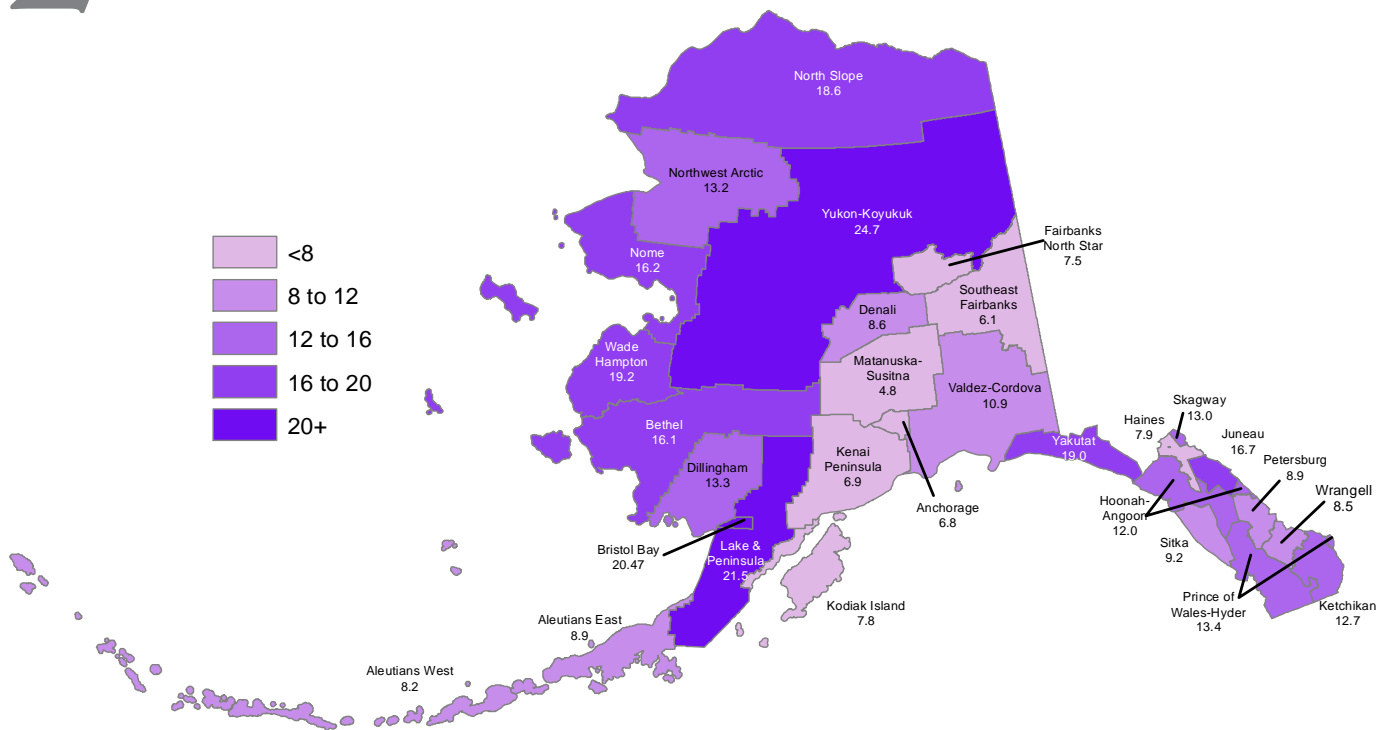 North Slope
18.6
Northwest Arctic
13.2
Yukon-Koyukuk
24.7
Fairbanks
North Star
7.5
Nome
16.2
<8
8 to 12
12 to 16
16 to 20
20+
Southeast
Fairbanks
6.1
Denali
8.6
Wade
Hampton
19.2
Matanuska-
Susitna
4.8
Valdez-Cordova
10.9
Bethel
16.1
Skagway
13.0
Haines
7.9
Juneau
16.7
Yakutat
19.0
Kenai
Peninsula
6.9
Dillingham
13.3
Petersburg
8.9
Wrangell
8.5
Anchorage
6.8
Hoonah-
Angoon
12.0
Sitka
9.2
Bristol Bay
20.47
Lake &
Peninsula
21.5
Kodiak Island
7.8
Prince of
Wales-Hyder
13.4
Ketchikan
12.7
Aleutians East
8.9
Aleutians West
8.2